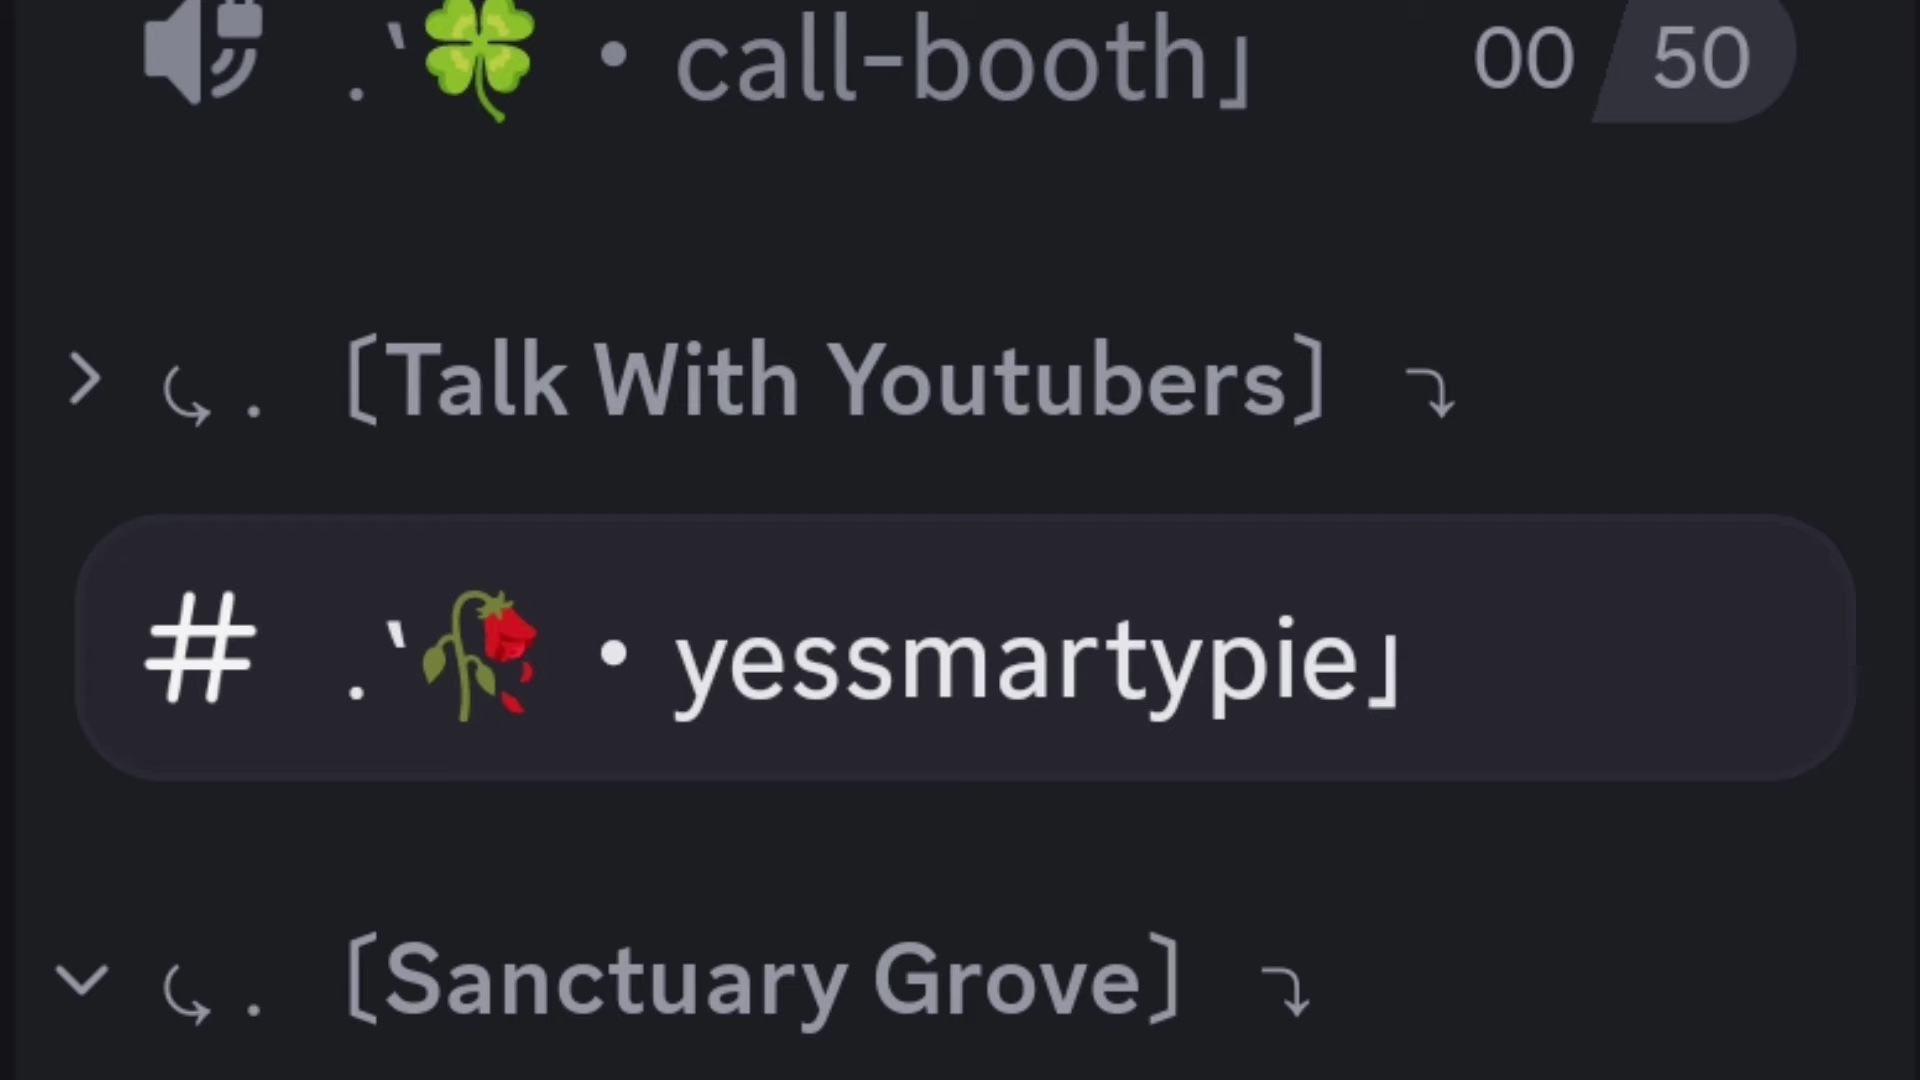 .‵🍀・call-booth」 00 50
⤿ . 〔Talk With Youtubers〕 ⤵
# .‵🥀・yessmartypie」
⤿ . 〔Sanctuary Grove〕 ⤵